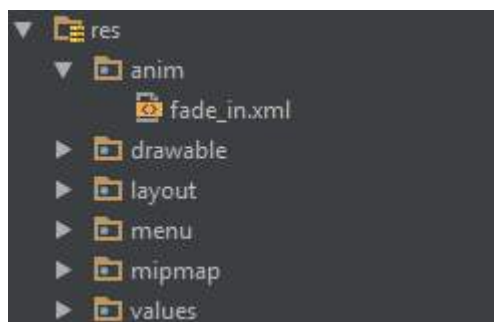 res
anim
fade_in.xml
drawable
layout
menu
mipmap
values